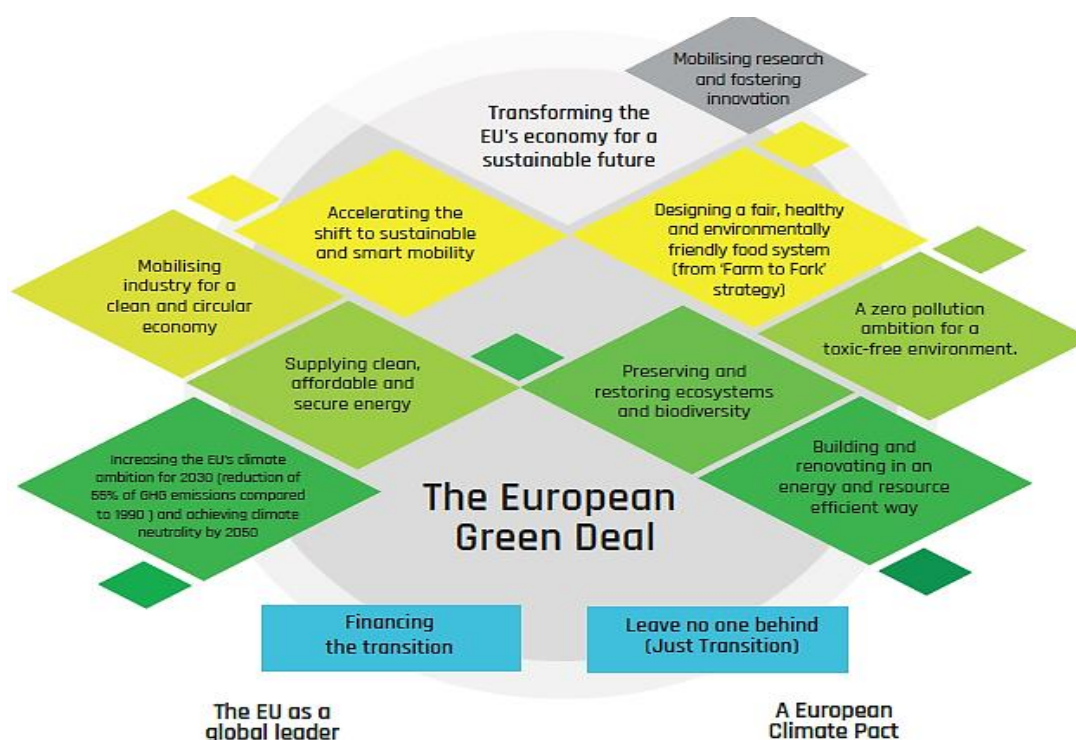 Mobilising research
and fostering
innovation
Transforming the
EU's economy for a
sustainable future
Accelerating the
shift to sustainable
and smart mobility
Designing a fair, healthy
and environmentally
friendly food system
(from 'Farm to Fork'
strategy)
Mobilising
industry for a
clean and circular
economy
A zero pollution
ambition for a
toxic-free environment.
Supplying clean,
affordable and
secure energy
Preserving and
restoring ecosystems
and biodiversity
Increasing the EU's climate
ambition for 2030 (reduction of
55% of GHG emissions compared
to 1990 ) and achieving climate
neutrality by 2050
Building and
renovating in an
energy and resource
efficient way
The European
Green Deal
Financing
the transition
Leave no one behind
(Just Transition)
The EU as a
global leader
A European
Climate Pact